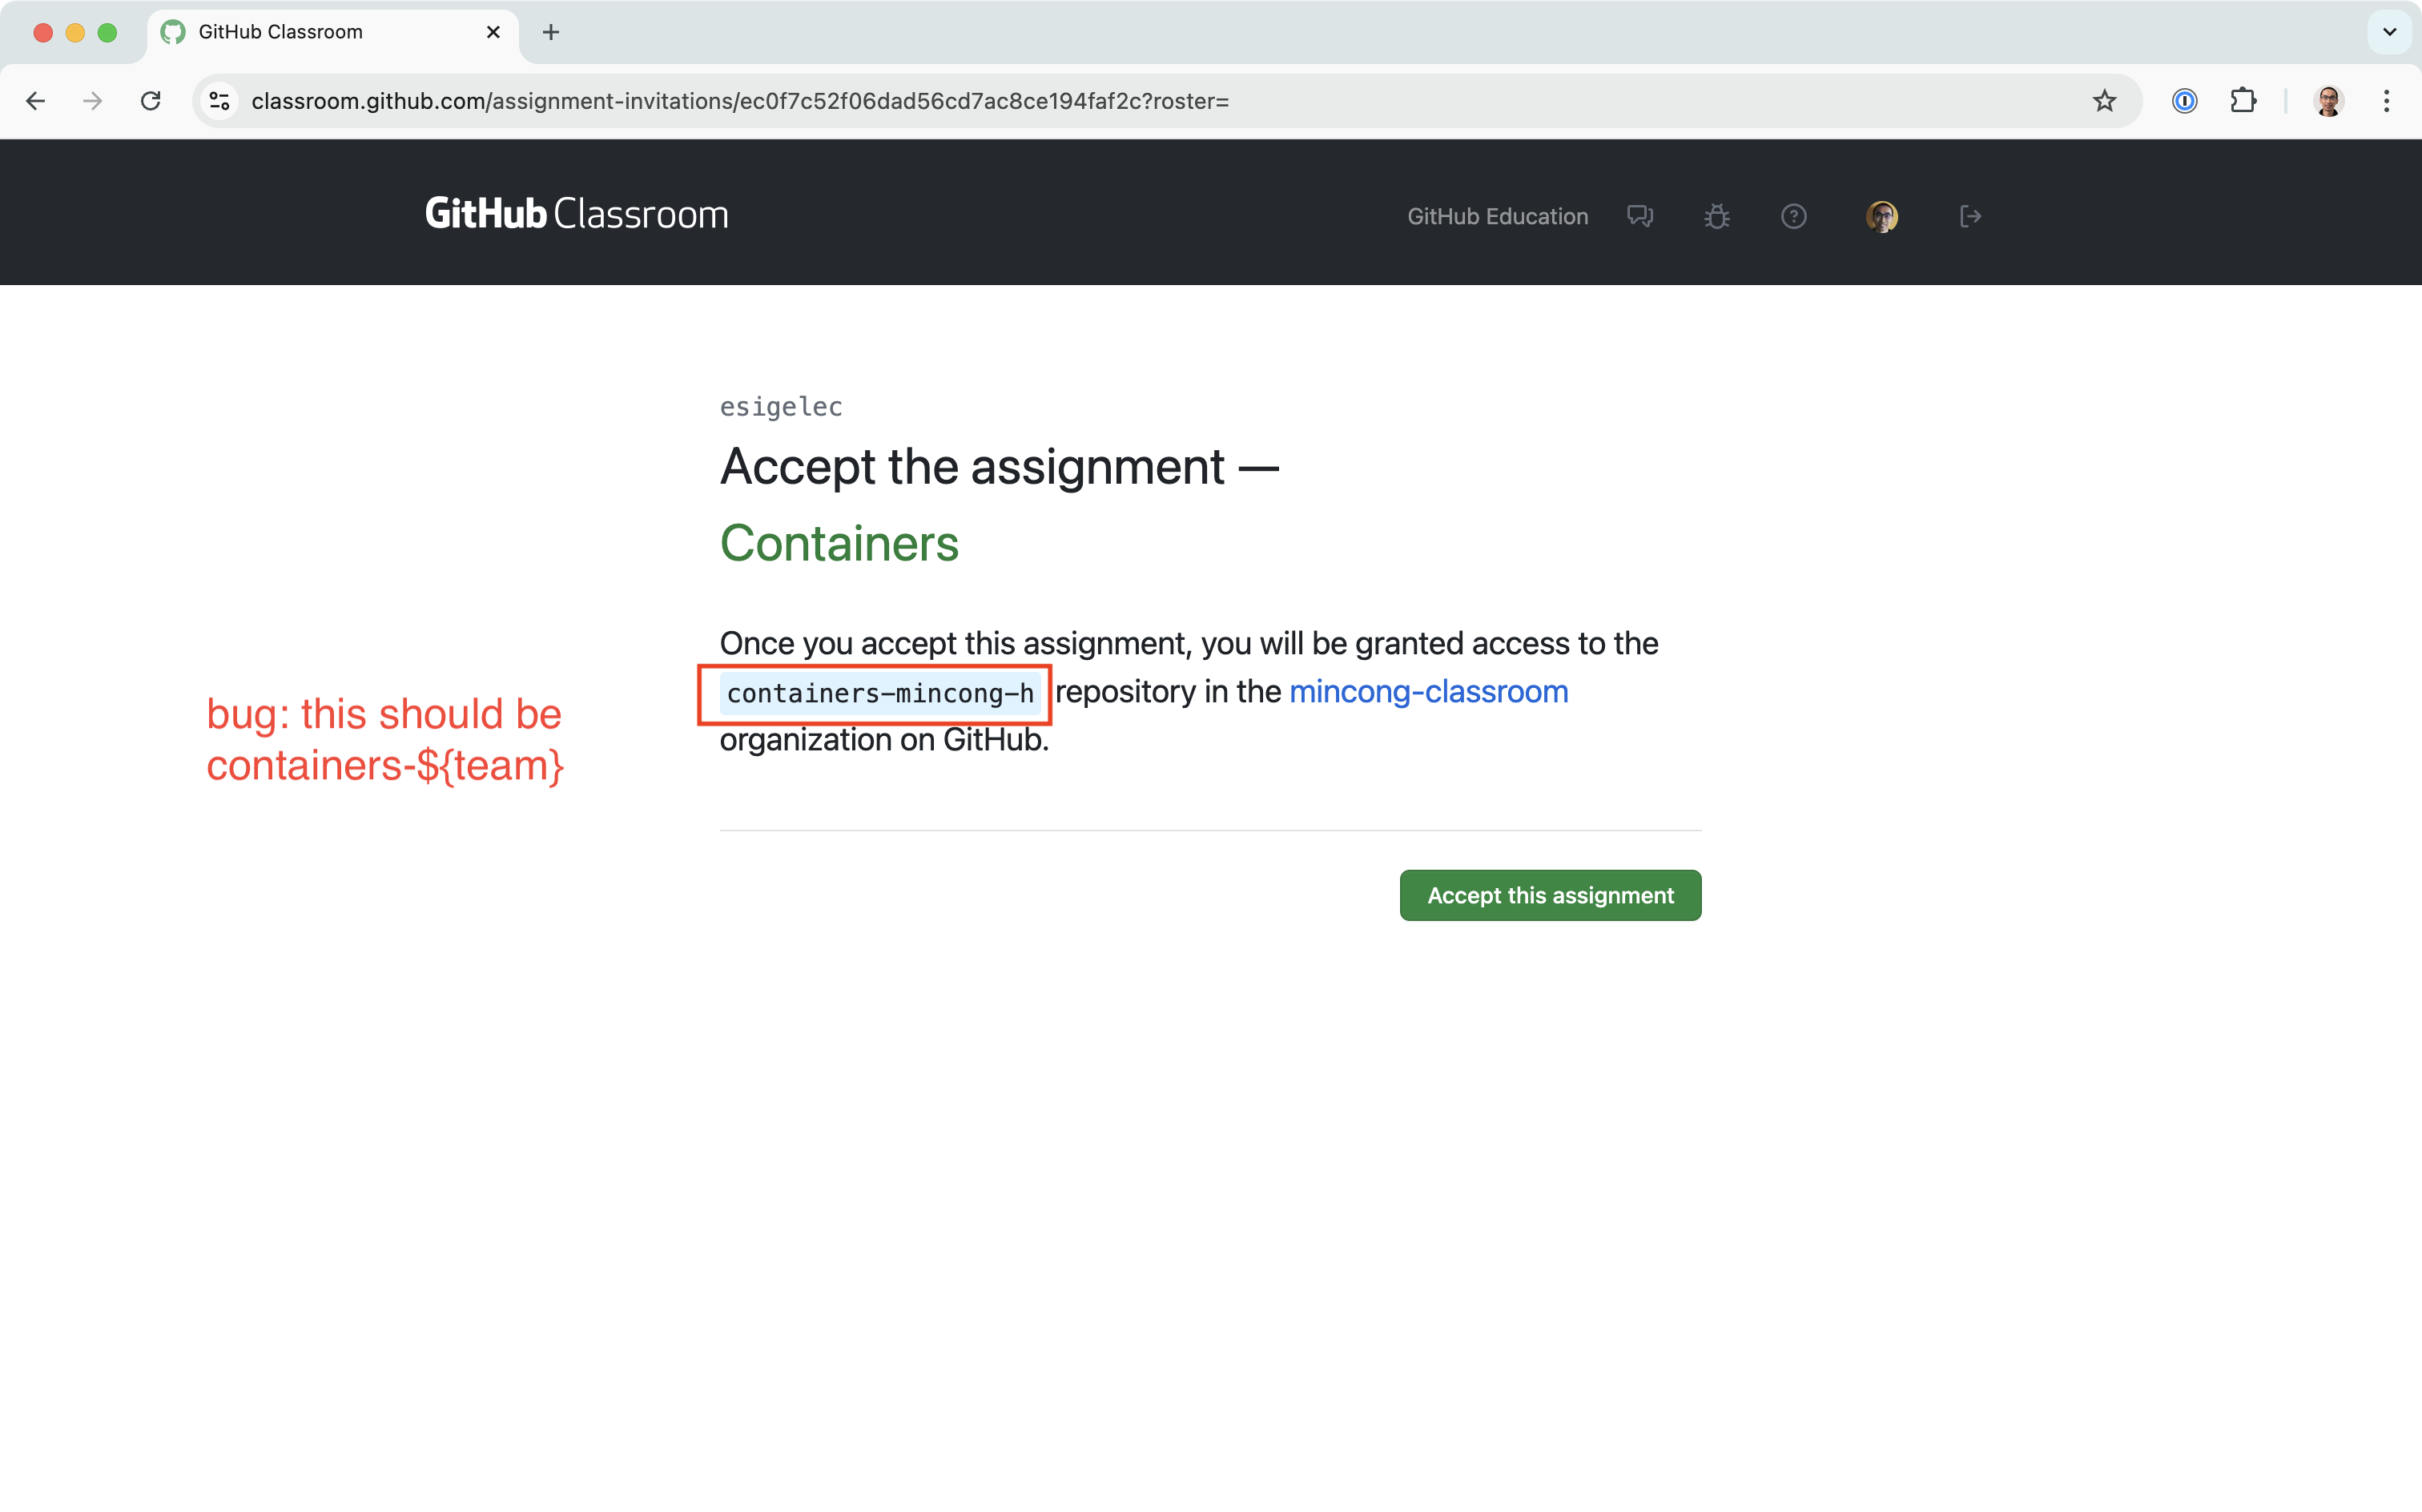 GitHub Classroom
classroom.github.com/assignment-invitations/ec0f7c52f06dad56cd7ac8ce194faf2c?roster=
GitHub Classroom
GitHub Education
esigelec
Accept the assignment —
Containers
Once you accept this assignment, you will be granted access to the
containers-mincong-h repository in the mincong-classroom
organization on GitHub.
bug: this should be
containers-${team}
Accept this assignment